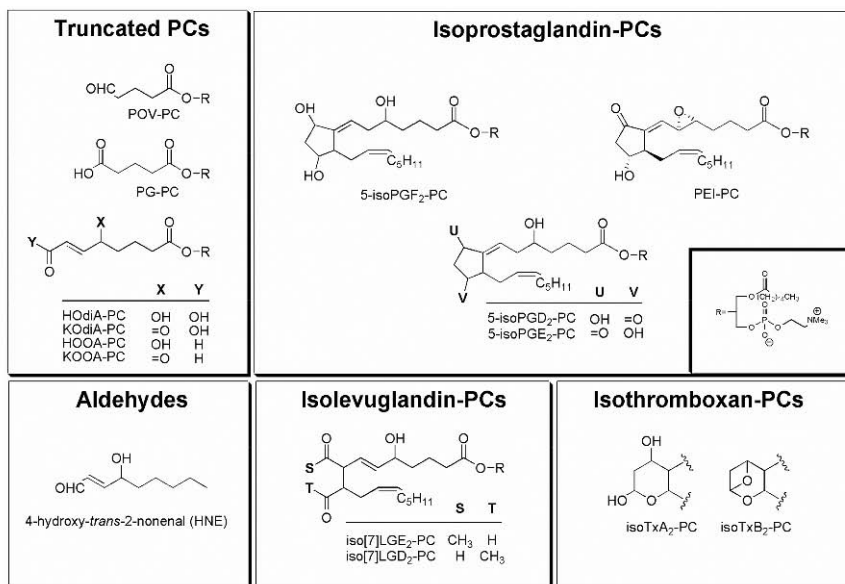 Truncated PCs
OHC
O
O–R
POV-PC
O
HO
O
O–R
PG-PC
X
Y
O
O
O–R
X Y
HOdiA-PC OH OH
KOdiA-PC =O OH
HOOA-PC OH H
KOOA-PC =O H
Isoprostaglandin-PCs
HO
OH
O
O–R
C5H11
HO
5-isoPGF2-PC
O
O
O
O–R
C5H11
OH
PEI-PC
U
OH
O
O–R
C5H11
V
U V
5-isoPGD2-PC OH =O
5-isoPGE2-PC =O OH
R=
O
O
O
O
P
O
O
⊖
⊕
NMe3
Aldehydes
OH
OHC
4-hydroxy-trans-2-nonenal (HNE)
Isolevuglandin-PCs
O
S
OH
O
O–R
T
O
C5H11
S T
iso[7]LGE2-PC CH3 H
iso[7]LGD2-PC H CH3
Isothromboxan-PCs
OH
HO
O
isoTxA2-PC
O
O
isoTxB2-PC